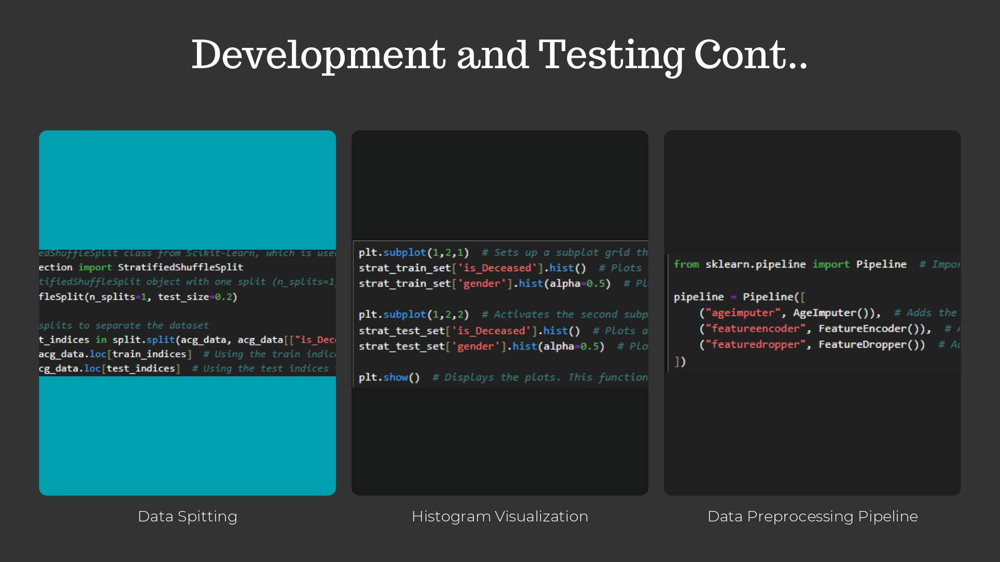 Development and Testing Cont..
edShuffleSplit class from Scikit-Learn, which is used
ection import StratifiedShuffleSplit
tifiedShuffleSplit object with one split (n_splits=1)
fleSplit(n_splits=1, test_size=0.2)
splits to separate the dataset
t_indices in split.split(acg_data, acg_data[["is_Dec
acg_data.loc[train_indices]  # Using the train indic
cg_data.loc[test_indices]  # Using the test indices
Data Spitting
plt.subplot(1,2,1)  # Sets up a subplot grid th
strat_train_set['is_Deceased'].hist()  # Plots
strat_train_set['gender'].hist(alpha=0.5)  # Pl
plt.subplot(1,2,2)  # Activates the second subp
strat_test_set['is_Deceased'].hist()  # Plots a
strat_test_set['gender'].hist(alpha=0.5)  # Plo
plt.show()  # Displays the plots. This function
Histogram Visualization
from sklearn.pipeline import Pipeline  # Impor
pipeline = Pipeline([
("ageimputer", AgeImputer()),  # Adds the
("featureencoder", FeatureEncoder()),  # A
("featuredropper", FeatureDropper())  # Ad
])
Data Preprocessing Pipeline